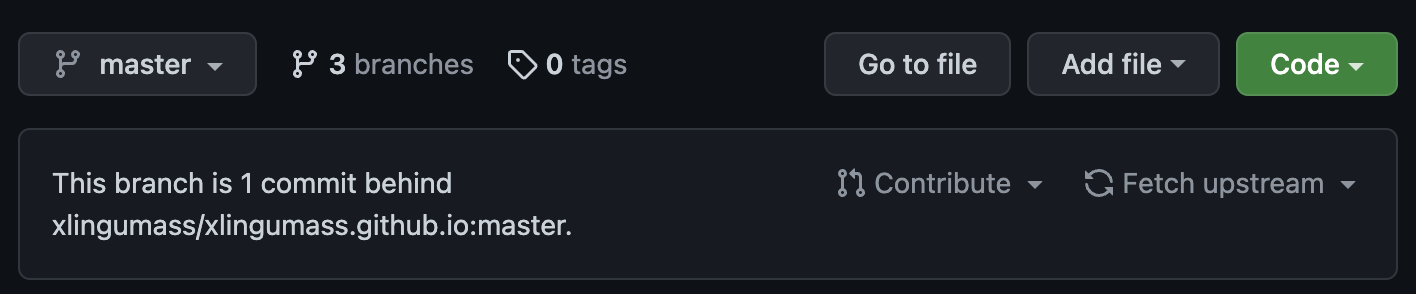 master 3 branches 0 tags Go to file Add file Code
This branch is 1 commit behind Contribute Fetch upstream
xlingumass/xlingumass.github.io:master.